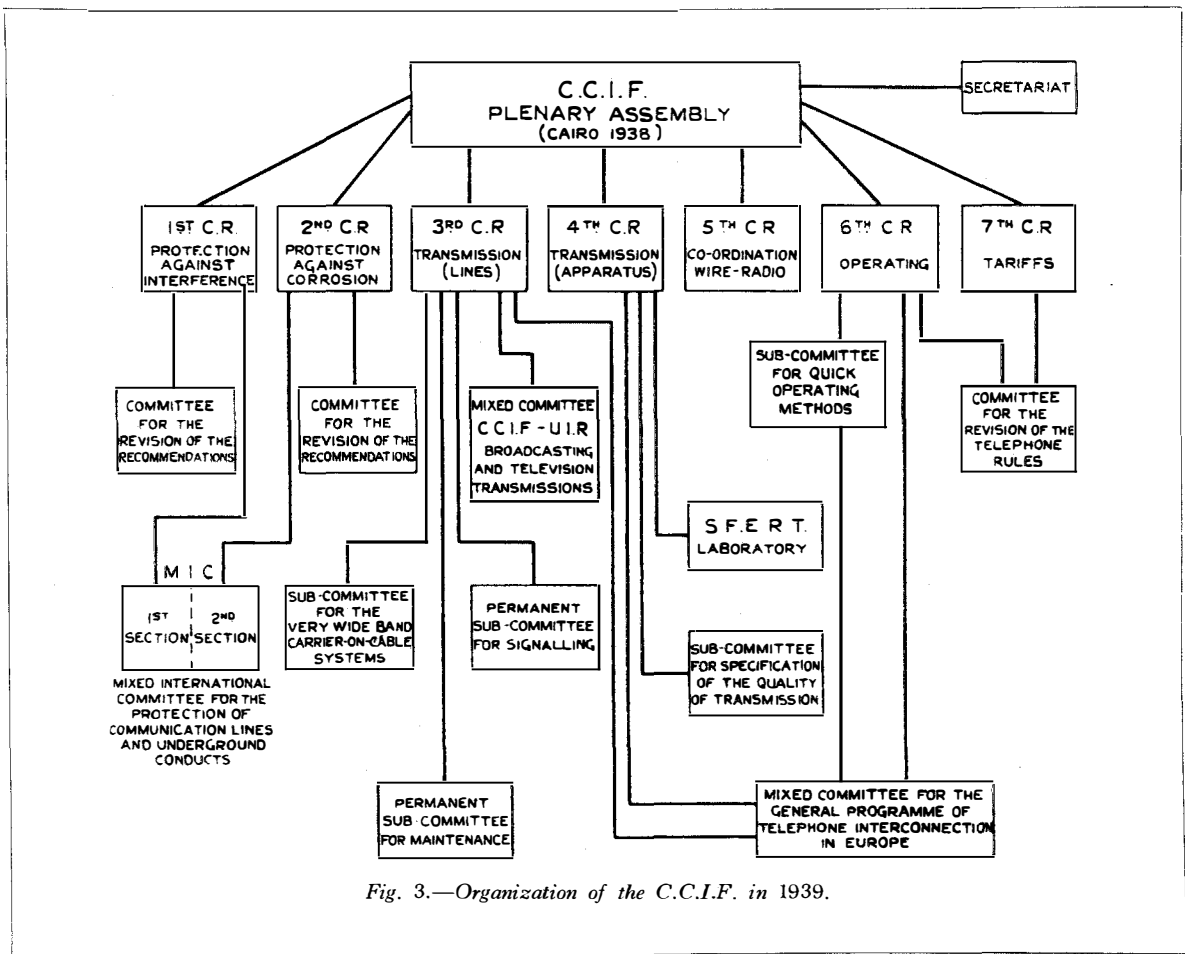 C.C.I.F.
PLENARY ASSEMBLY
(CAIRO 1938)
SECRETARIAT
1ST C.R.
PROTECTION
AGAINST
INTERFERENCE
2ND C.R
PROTECTION
AGAINST
CORROSION
3RD C.R
TRANSMISSION
(LINES)
4TH C.R
TRANSMISSION
(APPARATUS)
5TH C.R
CO-ORDINATION
WIRE-RADIO
6TH C.R
OPERATING
7TH C.R
TARIFFS
COMMITTEE
FOR THE
REVISION OF THE
RECOMMENDATIONS
COMMITTEE
FOR THE
REVISION OF THE
RECOMMENDATIONS
MIXED COMMITTEE
C C I.F - U I.R
BROADCASTING
AND TELEVISION
TRANSMISSIONS
SUB-COMMITTEE
FOR QUICK
OPERATING
METHODS
COMMITTEE
FOR THE
REVISION OF THE
TELEPHONE
RULES
S F.E R T.
LABORATORY
M I C
1ST
SECTION
2ND
SECTION
MIXED INTERNATIONAL
COMMITTEE FOR THE
PROTECTION OF
COMMUNICATION LINES
AND UNDERGROUND
CONDUCTS
SUB-COMMITTEE
FOR THE
VERY WIDE BAND
CARRIER-ON-CABLE
SYSTEMS
PERMANENT
SUB-COMMITTEE
FOR SIGNALLING
SUB-COMMITTEE
FOR SPECIFICATION
OF THE QUALITY
OF TRANSMISSION
PERMANENT
SUB-COMMITTEE
FOR MAINTENANCE
MIXED COMMITTEE FOR THE
GENERAL PROGRAMME OF
TELEPHONE INTERCONNECTION
IN EUROPE
Fig. 3.—Organization of the C.C.I.F. in 1939.